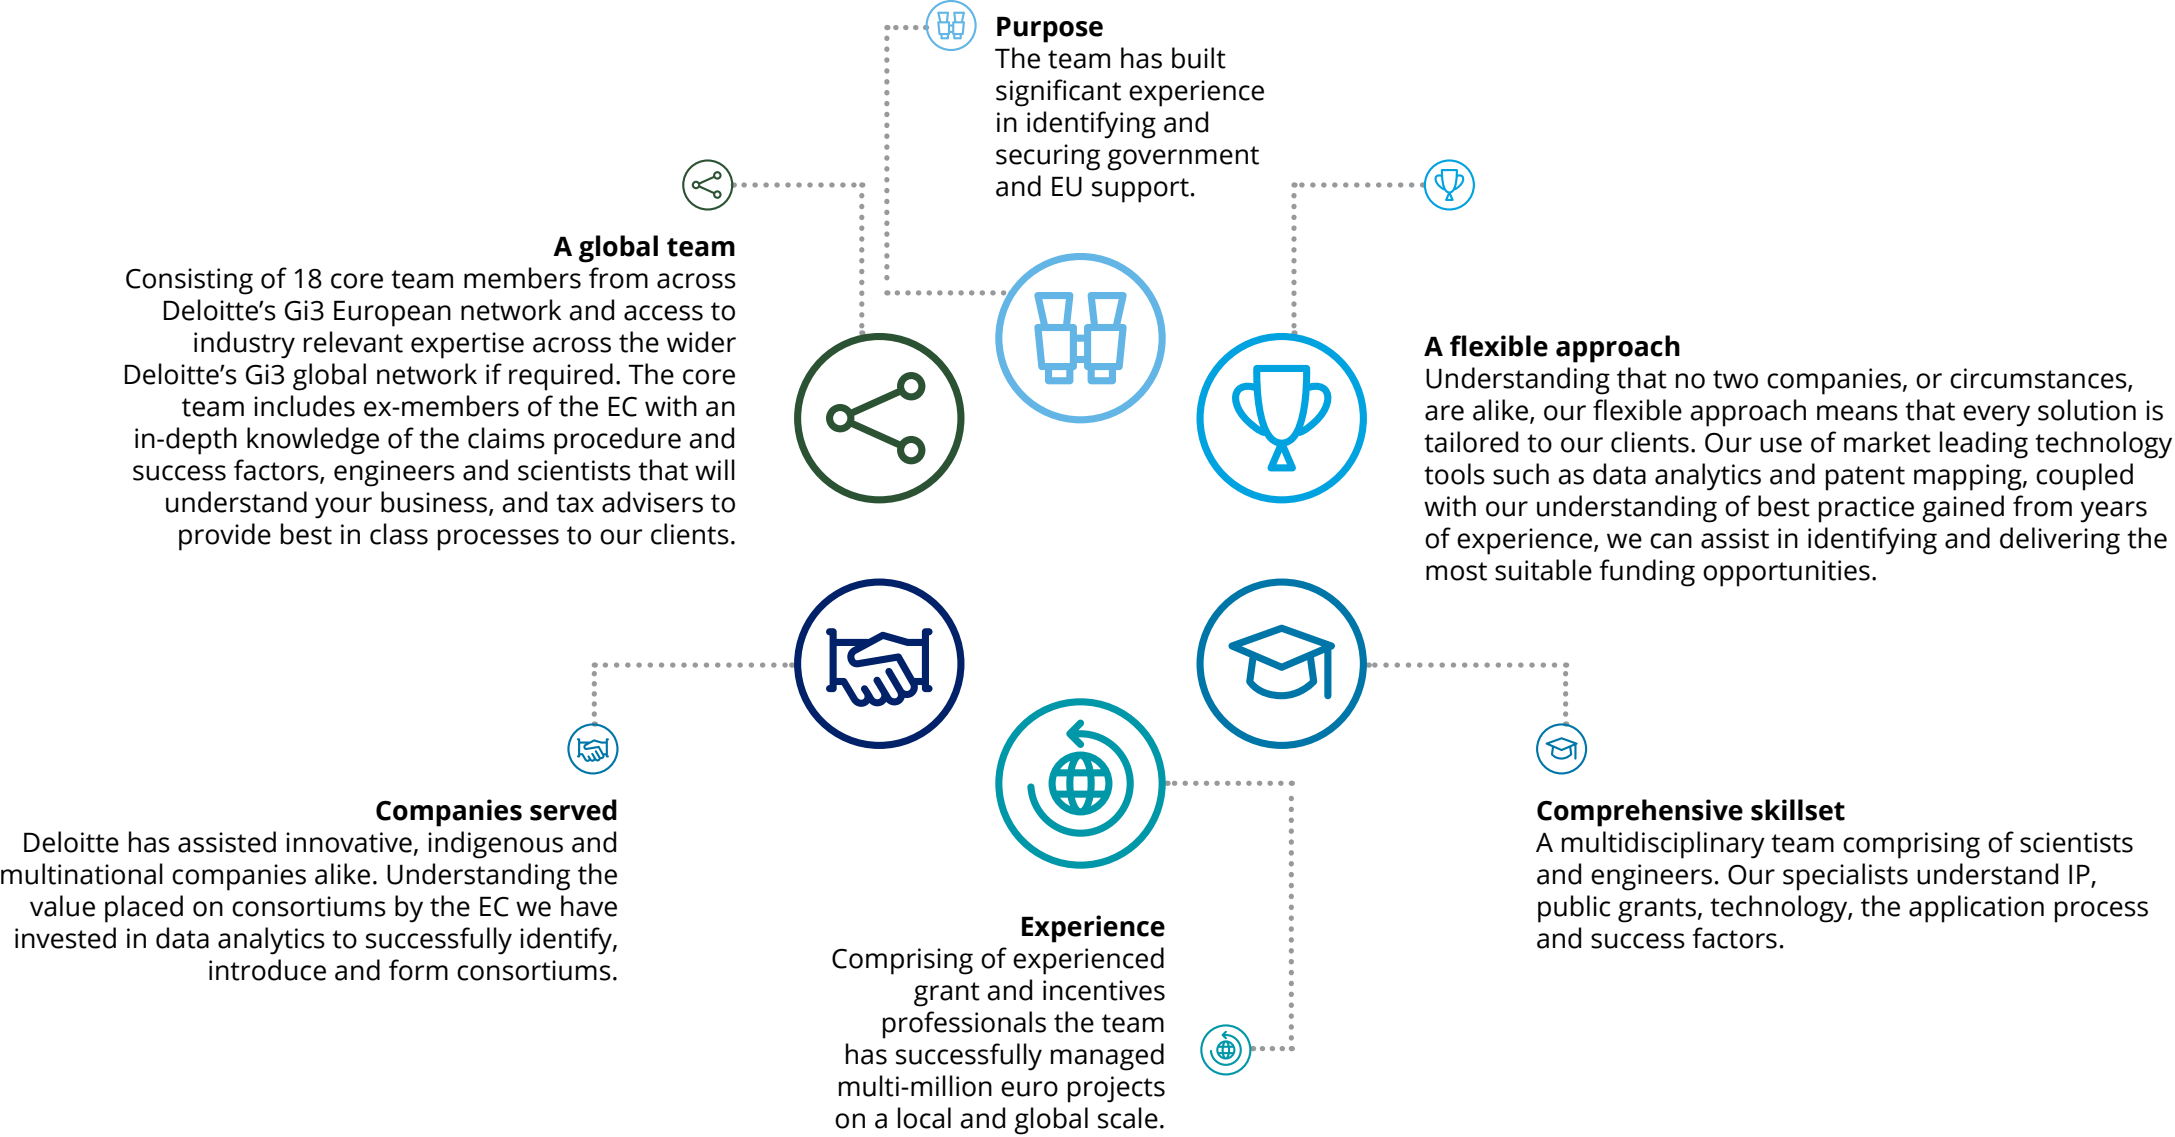 Purpose
The team has built
significant experience
in identifying and
securing government
and EU support.
A global team
Consisting of 18 core team members from across
Deloitte’s Gi3 European network and access to
industry relevant expertise across the wider
Deloitte’s Gi3 global network if required. The core
team includes ex-members of the EC with an
in-depth knowledge of the claims procedure and
success factors, engineers and scientists that will
understand your business, and tax advisers to
provide best in class processes to our clients.
A flexible approach
Understanding that no two companies, or circumstances,
are alike, our flexible approach means that every solution is
tailored to our clients. Our use of market leading technology
tools such as data analytics and patent mapping, coupled
with our understanding of best practice gained from years
of experience, we can assist in identifying and delivering the
most suitable funding opportunities.
Companies served
Deloitte has assisted innovative, indigenous and
multinational companies alike. Understanding the
value placed on consortiums by the EC we have
invested in data analytics to successfully identify,
introduce and form consortiums.
Experience
Comprising of experienced
grant and incentives
professionals the team
has successfully managed
multi-million euro projects
on a local and global scale.
Comprehensive skillset
A multidisciplinary team comprising of scientists
and engineers. Our specialists understand IP,
public grants, technology, the application process
and success factors.